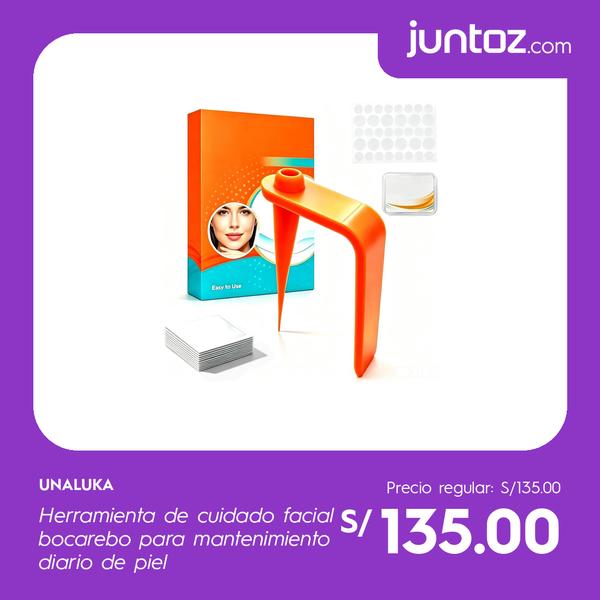 juntoz.com
Easy to Use
UNALUKA
Precio regular: S/135.00
Herramienta de cuidado facial
bocarebo para mantenimiento
diario de piel
S/ 135.00